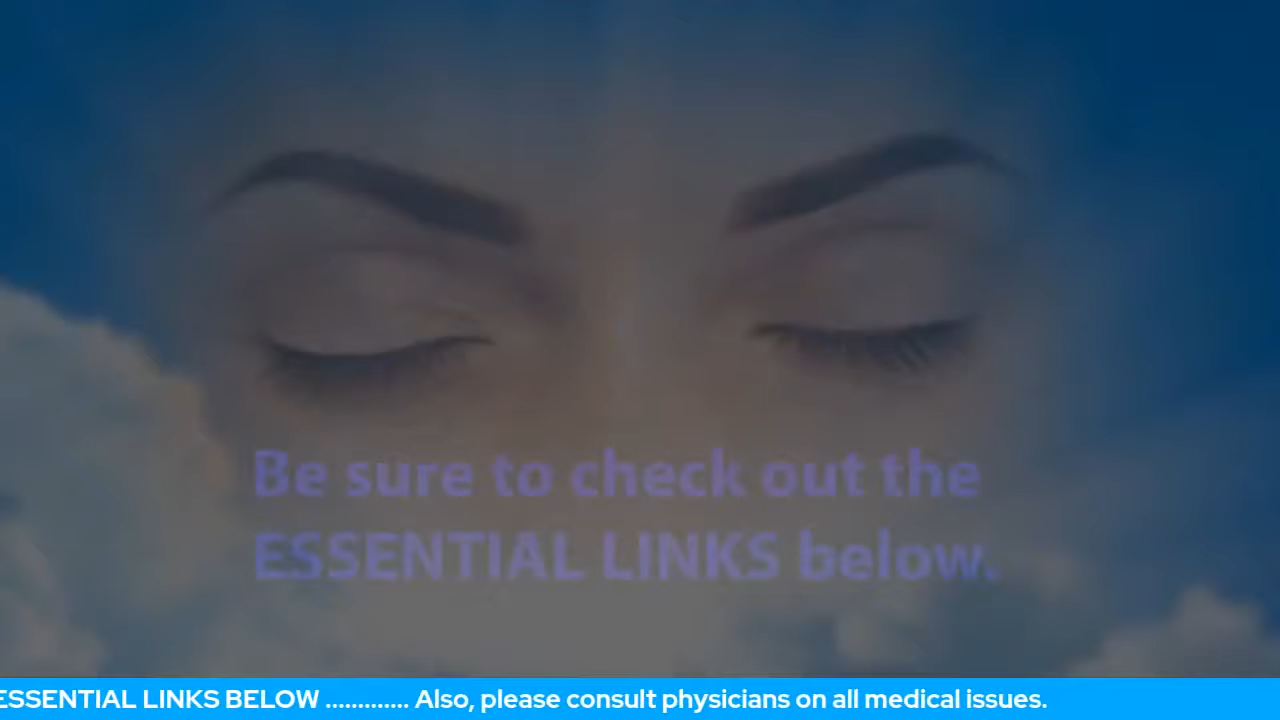 Be sure to check out the
ESSENTIAL LINKS below.
ESSENTIAL LINKS BELOW ............. Also, please consult physicians on all medical issues.